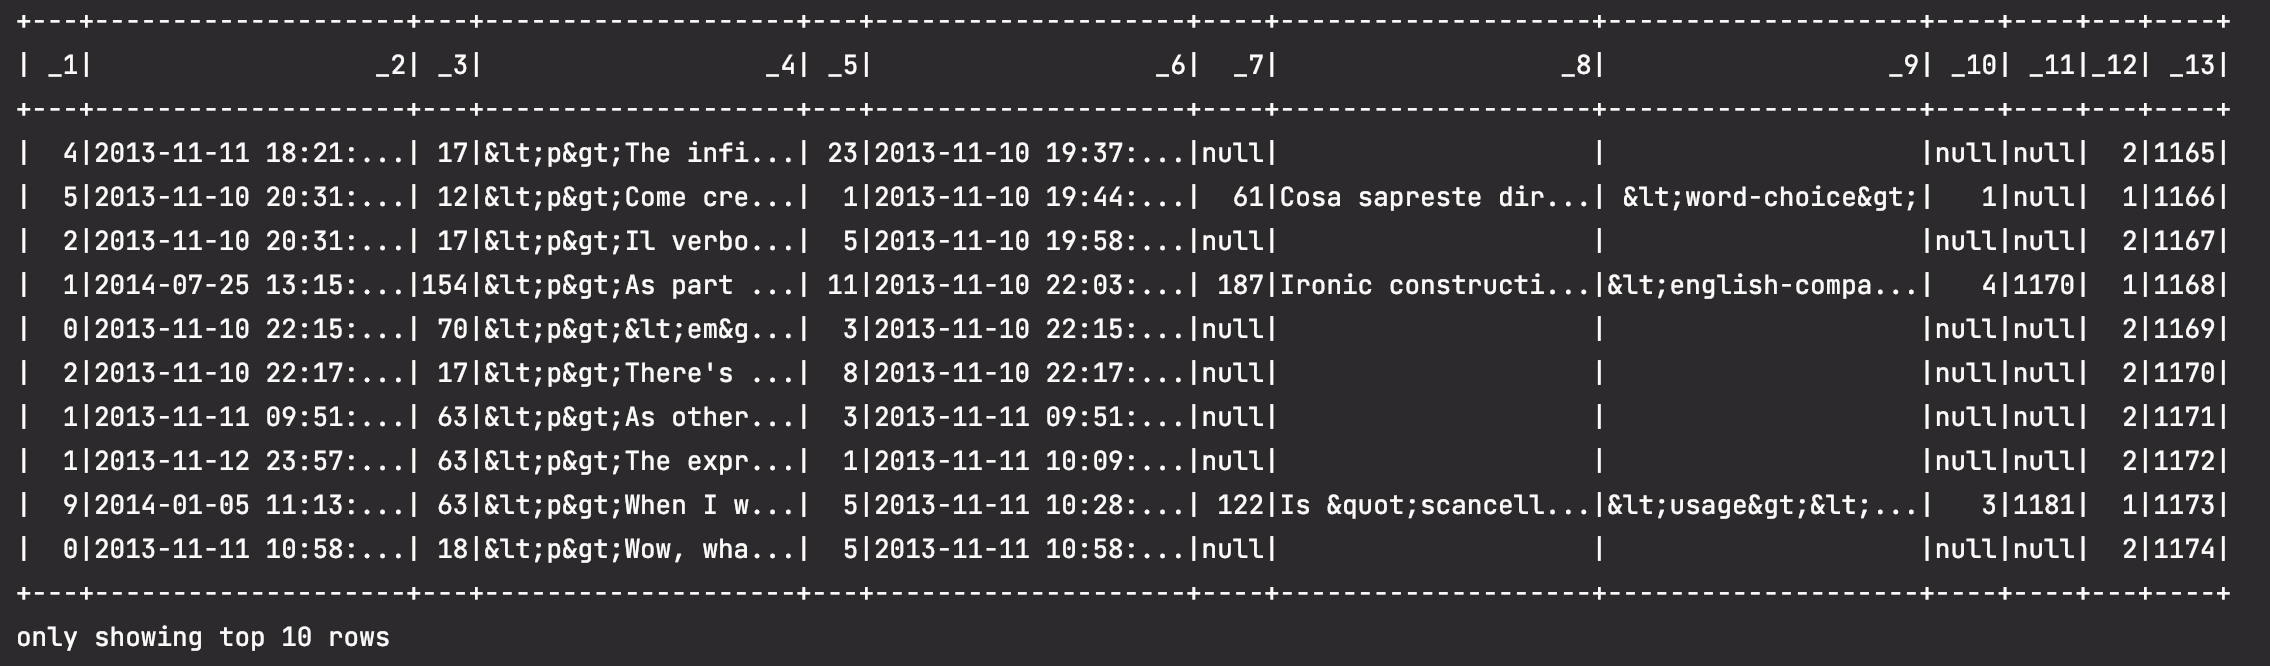 +---+--------------------+---+--------------------+---+--------------------+----+--------------------+--------------------+----+----+---+----+
| _1|                  _2| _3|                  _4| _5|                  _6|  _7|                  _8|                  _9| _10| _11|_12| _13|
+---+--------------------+---+--------------------+---+--------------------+----+--------------------+--------------------+----+----+---+----+
|  4|2013-11-11 18:21:...| 17|&lt;p&gt;The infi...| 23|2013-11-10 19:37:...|null|                    |                    |null|null|  2|1165|
|  5|2013-11-10 20:31:...| 12|&lt;p&gt;Come cre...|  1|2013-11-10 19:44:...|  61|Cosa sapreste dir...| &lt;word-choice&gt;|   1|null|  1|1166|
|  2|2013-11-10 20:31:...| 17|&lt;p&gt;Il verbo...|  5|2013-11-10 19:58:...|null|                    |                    |null|null|  2|1167|
|  1|2014-07-25 13:15:...|154|&lt;p&gt;As part ...| 11|2013-11-10 22:03:...| 187|Ironic constructi...|&lt;english-compa...|   4|1170|  1|1168|
|  0|2013-11-10 22:15:...| 70|&lt;p&gt;&lt;em&g...|  3|2013-11-10 22:15:...|null|                    |                    |null|null|  2|1169|
|  2|2013-11-10 22:17:...| 17|&lt;p&gt;There's ...|  8|2013-11-10 22:17:...|null|                    |                    |null|null|  2|1170|
|  1|2013-11-11 09:51:...| 63|&lt;p&gt;As other...|  3|2013-11-11 09:51:...|null|                    |                    |null|null|  2|1171|
|  1|2013-11-12 23:57:...| 63|&lt;p&gt;The expr...|  1|2013-11-11 10:09:...|null|                    |                    |null|null|  2|1172|
|  9|2014-01-05 11:13:...| 63|&lt;p&gt;When I w...|  5|2013-11-11 10:28:...| 122|Is &quot;scancell...|&lt;usage&gt;&lt;...|   3|1181|  1|1173|
|  0|2013-11-11 10:58:...| 18|&lt;p&gt;Wow, wha...|  5|2013-11-11 10:58:...|null|                    |                    |null|null|  2|1174|
+---+--------------------+---+--------------------+---+--------------------+----+--------------------+--------------------+----+----+---+----+
only showing top 10 rows